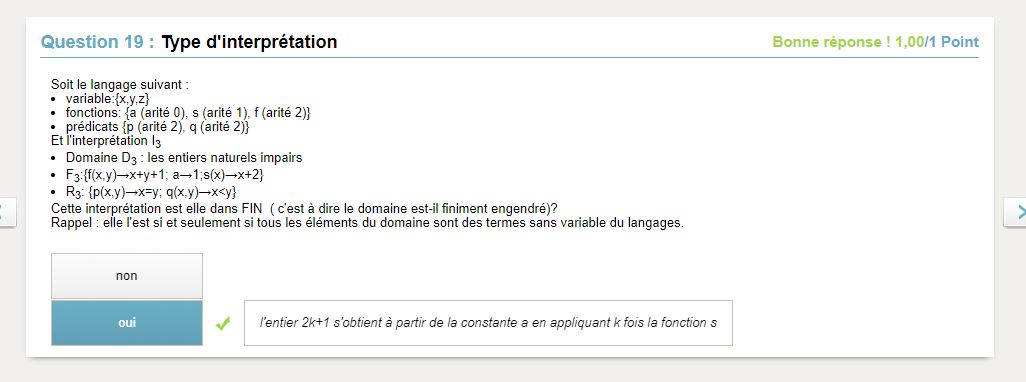 Question 19 : Type d'interprétation
Bonne réponse ! 1,00/1 Point
Soit le langage suivant :
• variable:{x,y,z}
• fonctions: {a (arité 0), s (arité 1), f (arité 2)}
• prédicats {p (arité 2), q (arité 2)}
Et l'interprétation I3
• Domaine D3 : les entiers naturels impairs
• F3:{f(x,y)→x+y+1; a→1;s(x)→x+2}
• R3: {p(x,y)→x=y; q(x,y)→x<y}
Cette interprétation est elle dans FIN ( c'est à dire le domaine est-il finiment engendré)?
Rappel : elle l'est si et seulement si tous les éléments du domaine sont des termes sans variable du langages.
non
oui
l'entier 2k+1 s'obtient à partir de la constante a en appliquant k fois la fonction s